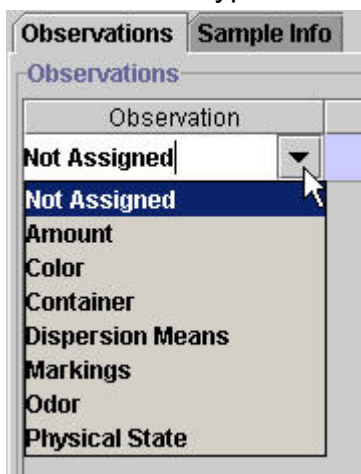 Observations Sample Info
Observations
Observation
Not Assigned
Not Assigned
Amount
Color
Container
Dispersion Means
Markings
Odor
Physical State